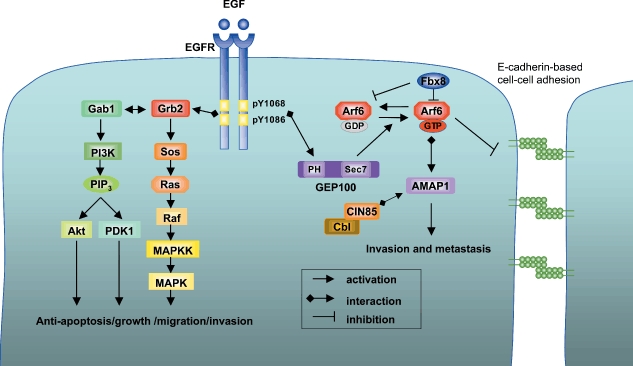 EGF
EGFR
Fbx8
E-cadherin-based
cell-cell adhesion
pY1068
pY1086
Gab1
Grb2
Arf6
GDP
Arf6
GTP
PI3K
Sos
PH
Sec7
GEP100
PIP3
Ras
AMAP1
CIN85
Cbl
Raf
Akt
PDK1
MAPKK
Invasion and metastasis
MAPK
activation
interaction
inhibition
Anti-apoptosis/growth /migration/invasion